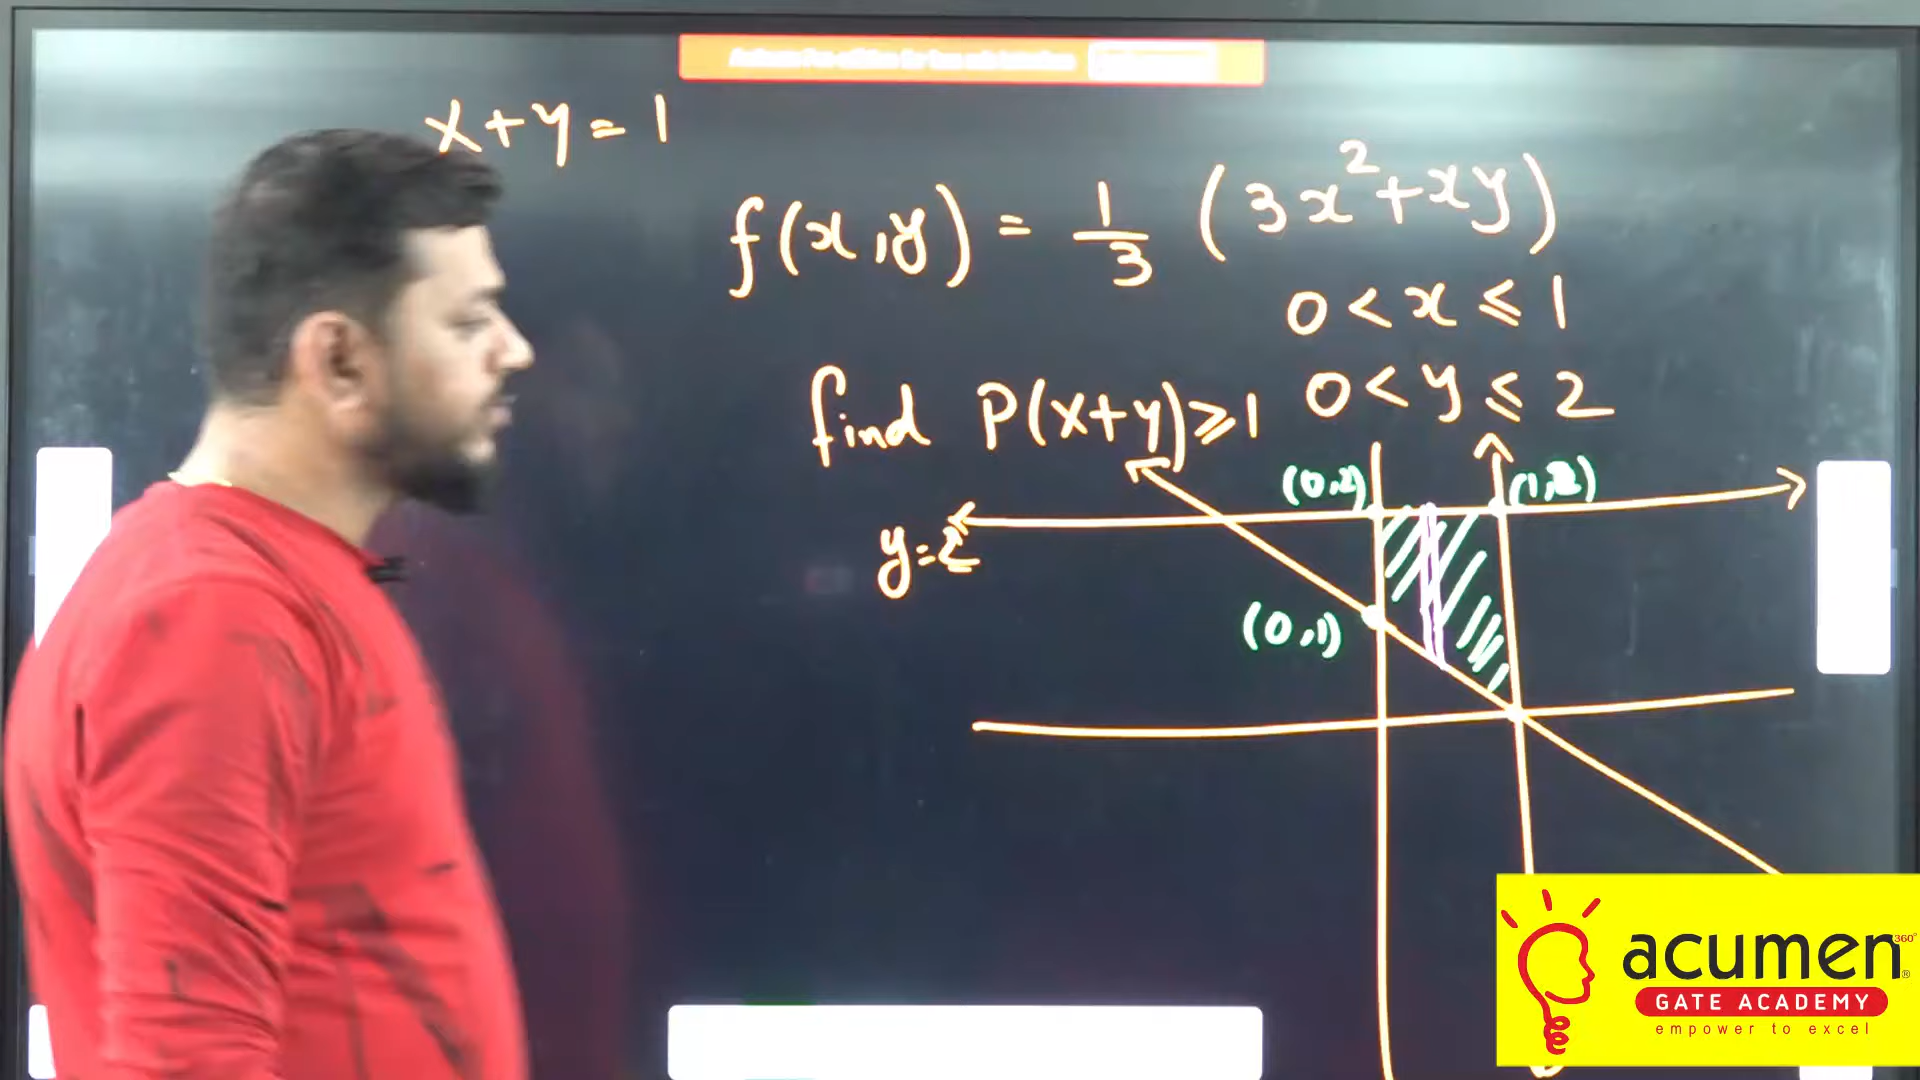 x+y=1
f(x,y) = 1/3 (3x²+xy)
0 < x ≤ 1
0 < y ≤ 2
find P(x+y)≥1
(0,2)
(1,2)
y=2
(0,1)
acumen 360° ®
GATE ACADEMY
empower to excel